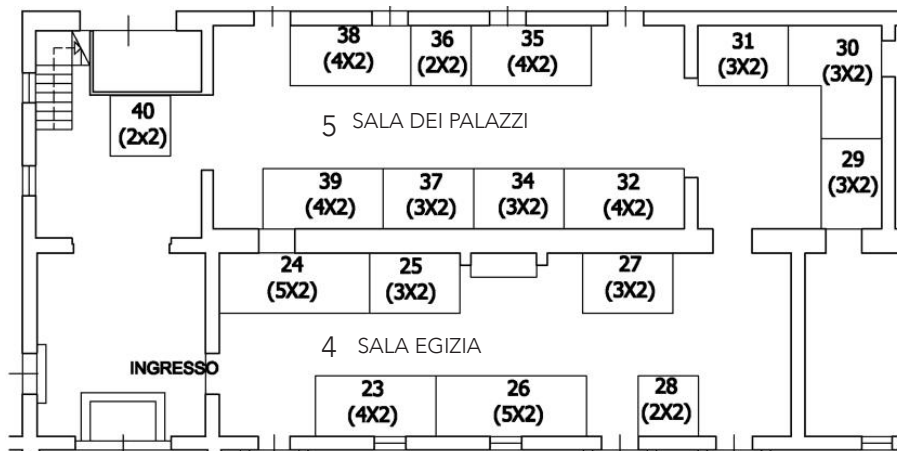 38
(4X2)
36
(2X2)
35
(4X2)
31
(3X2)
30
(3X2)
40
(2x2)
5 SALA DEI PALAZZI
29
(3X2)
39
(4X2)
37
(3X2)
34
(3X2)
32
(4X2)
24
(5X2)
25
(3X2)
27
(3X2)
4 SALA EGIZIA
INGRESSO
23
(4X2)
26
(5X2)
28
(2X2)